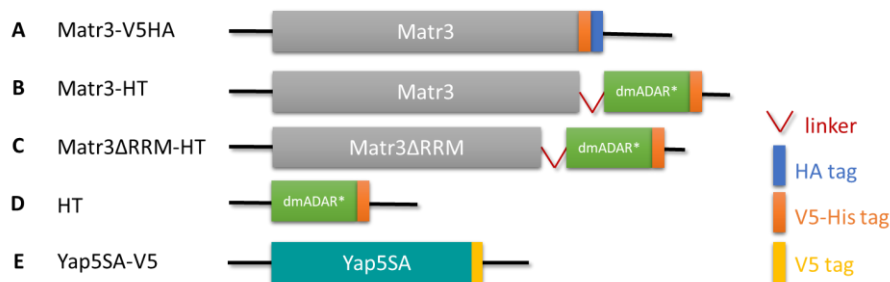 A Matr3-V5HA Matr3
B Matr3-HT Matr3 dmADAR*
C Matr3ΔRRM-HT Matr3ΔRRM dmADAR*
D HT dmADAR*
E Yap5SA-V5 Yap5SA
linker
HA tag
V5-His tag
V5 tag